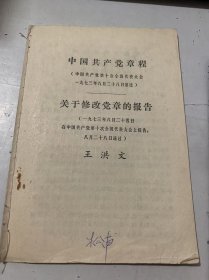 中国共产党章程
（中国共产党第十次全国代表大会
一九七三年八月二十八日通过）
关于修改党章的报告
（一九七三年八月二十四日
在中国共产党第十次全国代表大会上报告，
八月二十八日通过）
王洪文